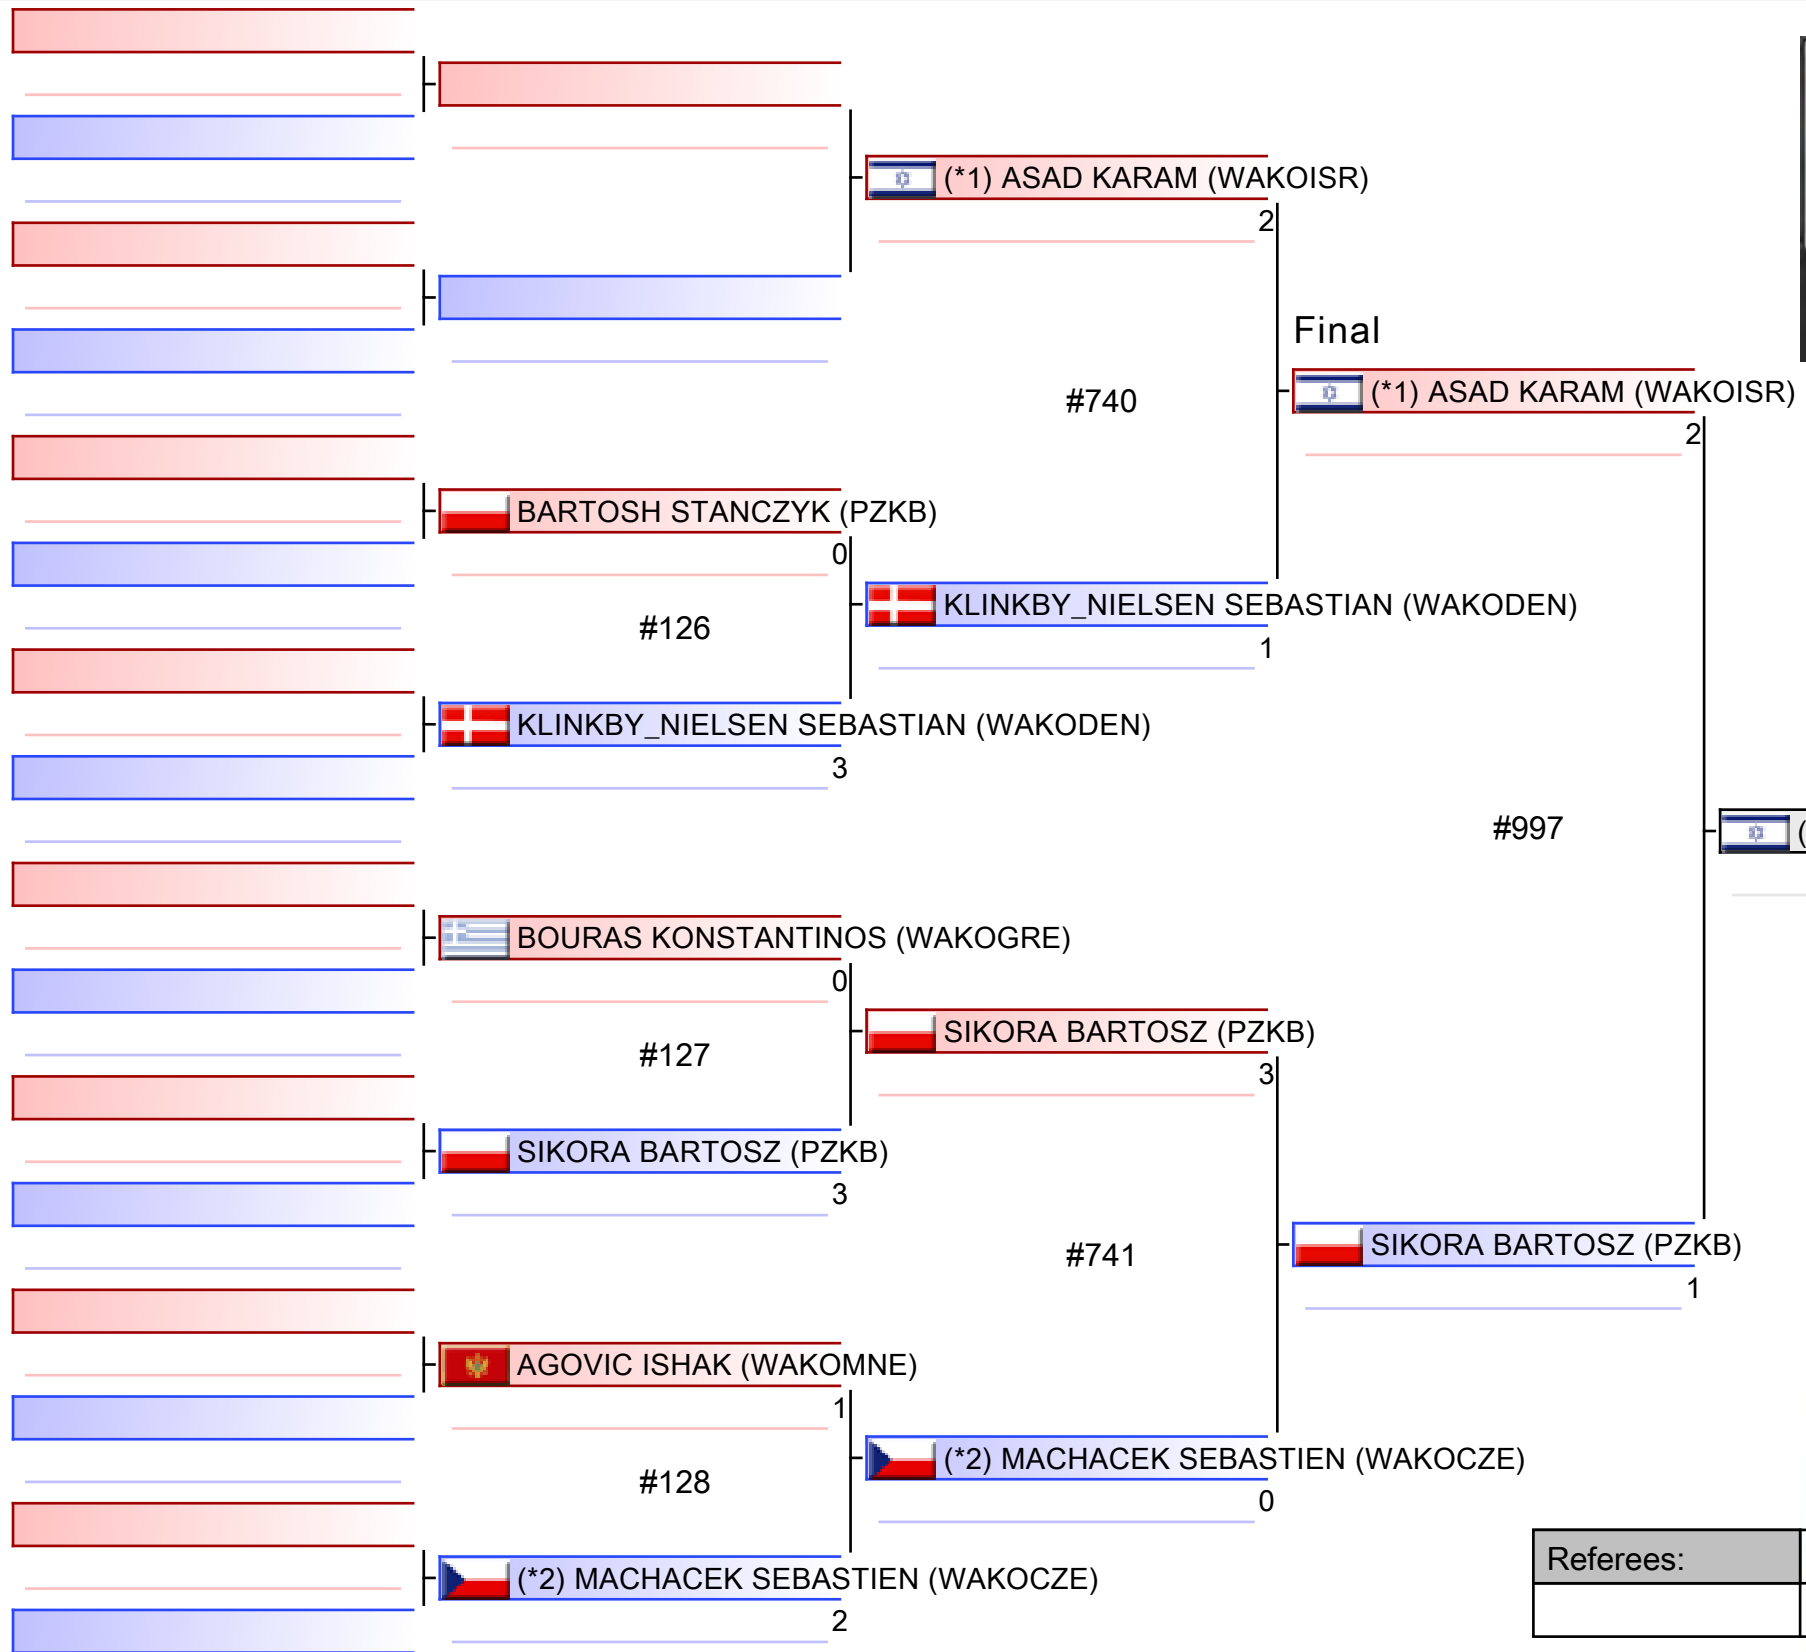 (*1) ASAD KARAM (WAKOISR)
2
Final
#740
(*1) ASAD KARAM (WAKOISR)
2
BARTOSH STANCZYK (PZKB)
0
#126
KLINKBY_NIELSEN SEBASTIAN (WAKODEN)
1
KLINKBY_NIELSEN SEBASTIAN (WAKODEN)
3
#997
(
BOURAS KONSTANTINOS (WAKOGRE)
0
#127
SIKORA BARTOSZ (PZKB)
3
SIKORA BARTOSZ (PZKB)
3
#741
SIKORA BARTOSZ (PZKB)
1
AGOVIC ISHAK (WAKOMNE)
1
#128
(*2) MACHACEK SEBASTIEN (WAKOCZE)
0
(*2) MACHACEK SEBASTIEN (WAKOCZE)
2
Referees: